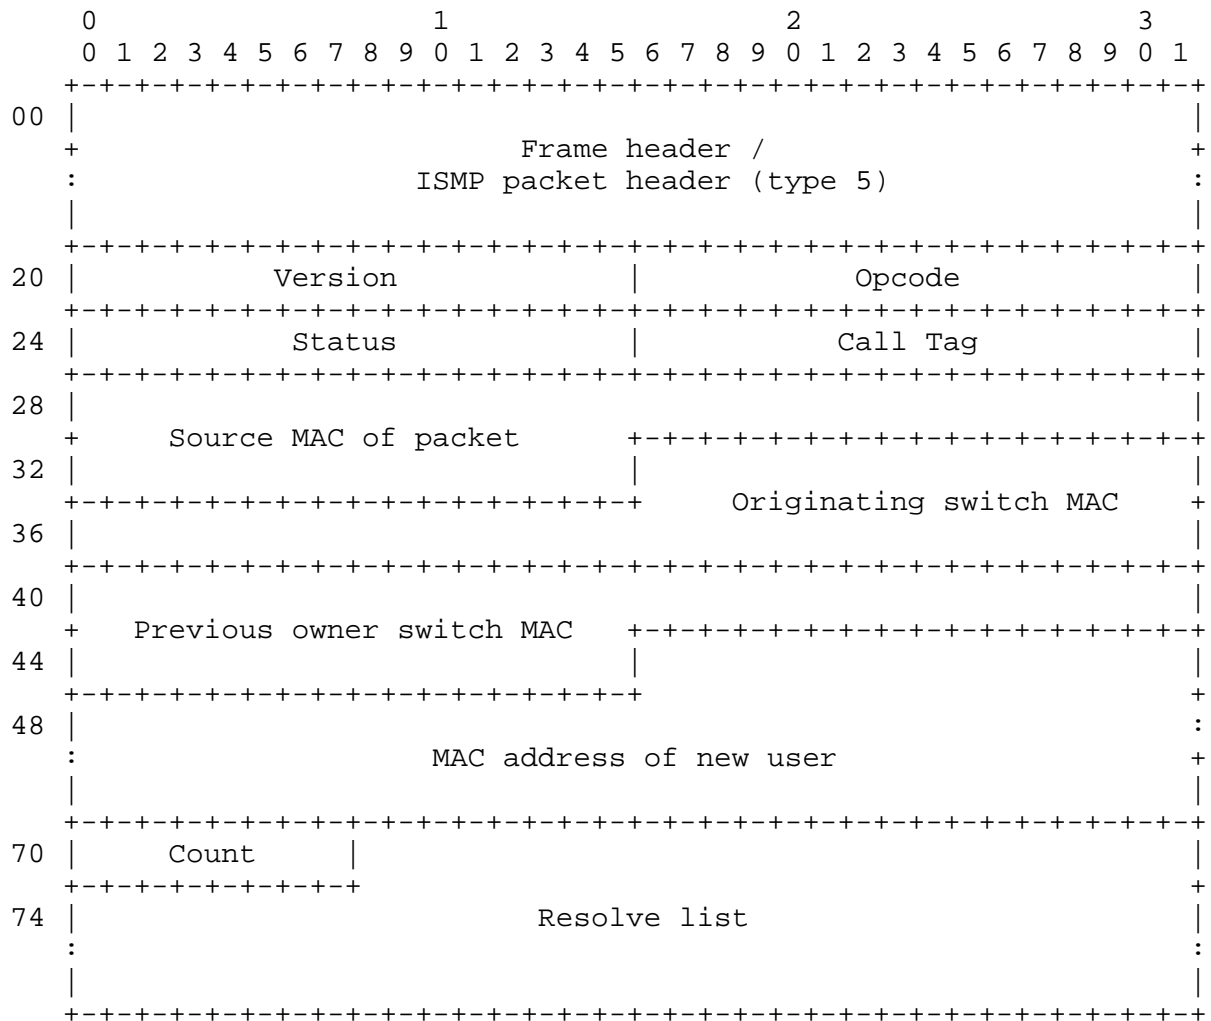 0                   1                   2                   3
0 1 2 3 4 5 6 7 8 9 0 1 2 3 4 5 6 7 8 9 0 1 2 3 4 5 6 7 8 9 0 1
+-+-+-+-+-+-+-+-+-+-+-+-+-+-+-+-+-+-+-+-+-+-+-+-+-+-+-+-+-+-+-+-+
00 |                                                               |
+                         Frame header /                        +
:                   ISMP packet header (type 5)                 :
|                                                               |
+-+-+-+-+-+-+-+-+-+-+-+-+-+-+-+-+-+-+-+-+-+-+-+-+-+-+-+-+-+-+-+-+
20 |           Version             |            Opcode             |
+-+-+-+-+-+-+-+-+-+-+-+-+-+-+-+-+-+-+-+-+-+-+-+-+-+-+-+-+-+-+-+-+
24 |            Status             |           Call Tag            |
+-+-+-+-+-+-+-+-+-+-+-+-+-+-+-+-+-+-+-+-+-+-+-+-+-+-+-+-+-+-+-+-+
28 |                                                               |
+     Source MAC of packet      +-+-+-+-+-+-+-+-+-+-+-+-+-+-+-+-+
32 |                               |                               |
+-+-+-+-+-+-+-+-+-+-+-+-+-+-+-+-+     Originating switch MAC    +
36 |                                                               |
+-+-+-+-+-+-+-+-+-+-+-+-+-+-+-+-+-+-+-+-+-+-+-+-+-+-+-+-+-+-+-+-+
40 |                                                               |
+   Previous owner switch MAC   +-+-+-+-+-+-+-+-+-+-+-+-+-+-+-+-+
44 |                               |                               |
+-+-+-+-+-+-+-+-+-+-+-+-+-+-+-+-+                               +
48 |                                                               :
:                    MAC address of new user                    +
|                                                               |
+-+-+-+-+-+-+-+-+-+-+-+-+-+-+-+-+-+-+-+-+-+-+-+-+-+-+-+-+-+-+-+-+
70 |     Count     |                                               |
+-+-+-+-+-+-+-+-+                                               +
74 |                          Resolve list                         |
:                                                               :
|                                                               |
+-+-+-+-+-+-+-+-+-+-+-+-+-+-+-+-+-+-+-+-+-+-+-+-+-+-+-+-+-+-+-+-+